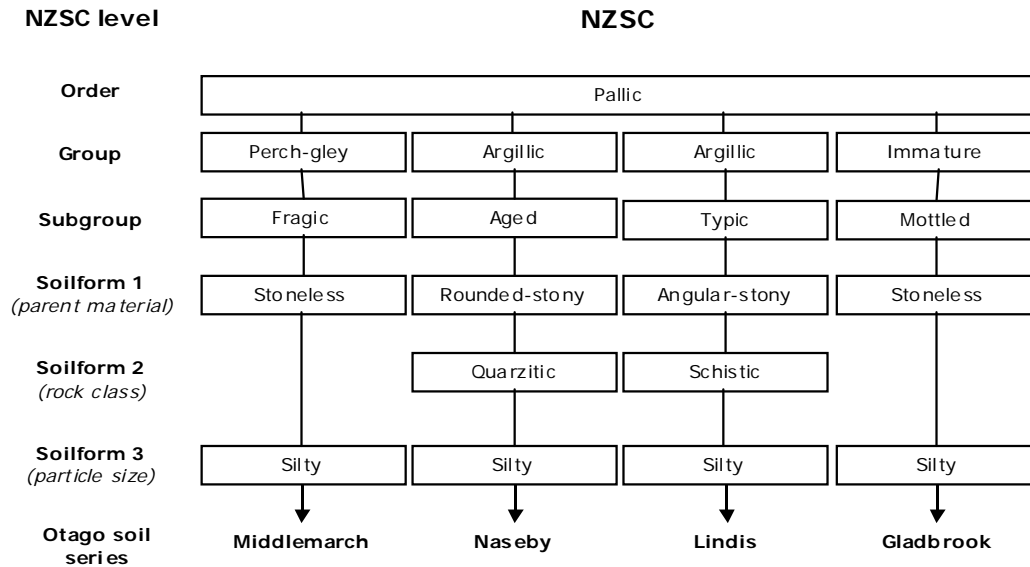 NZSC level NZSC
Order Pallic
Group Perch-gley Argillic Argillic Immature
Subgroup Fragic Aged Typic Mottled
Soilform 1
(parent material) Stoneless Rounded-stony Angular-stony Stoneless
Soilform 2
(rock class) Quarzitic Schistic
Soilform 3
(particle size) Silty Silty Silty Silty
Otago soil
series Middlemarch Naseby Lindis Gladbrook